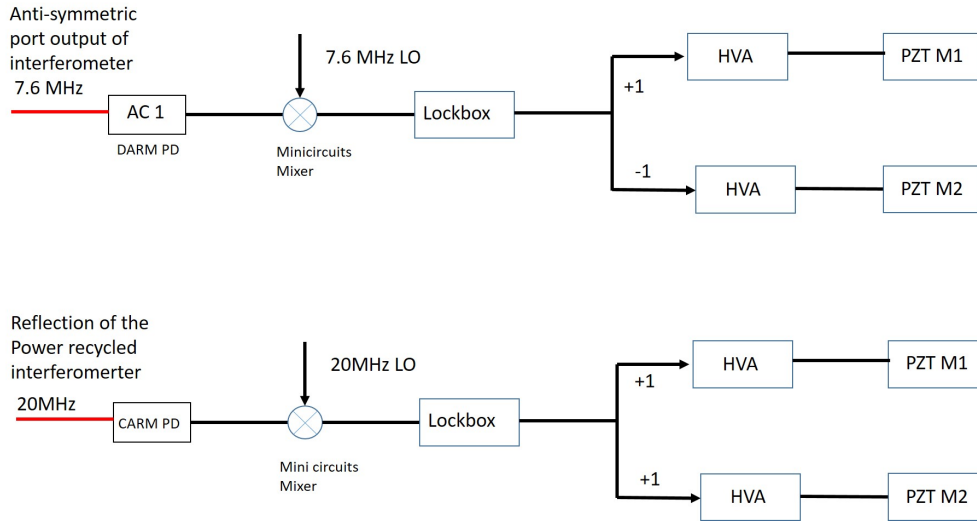 Anti-symmetric
port output of
interferometer
7.6 MHz
7.6 MHz LO
AC 1
DARM PD
Minicircuits
Mixer
Lockbox
+1
HVA
PZT M1
-1
HVA
PZT M2
Reflection of the
Power recycled
interferomerter
20MHz
20MHz LO
CARM PD
Mini circuits
Mixer
Lockbox
+1
HVA
PZT M1
+1
HVA
PZT M2